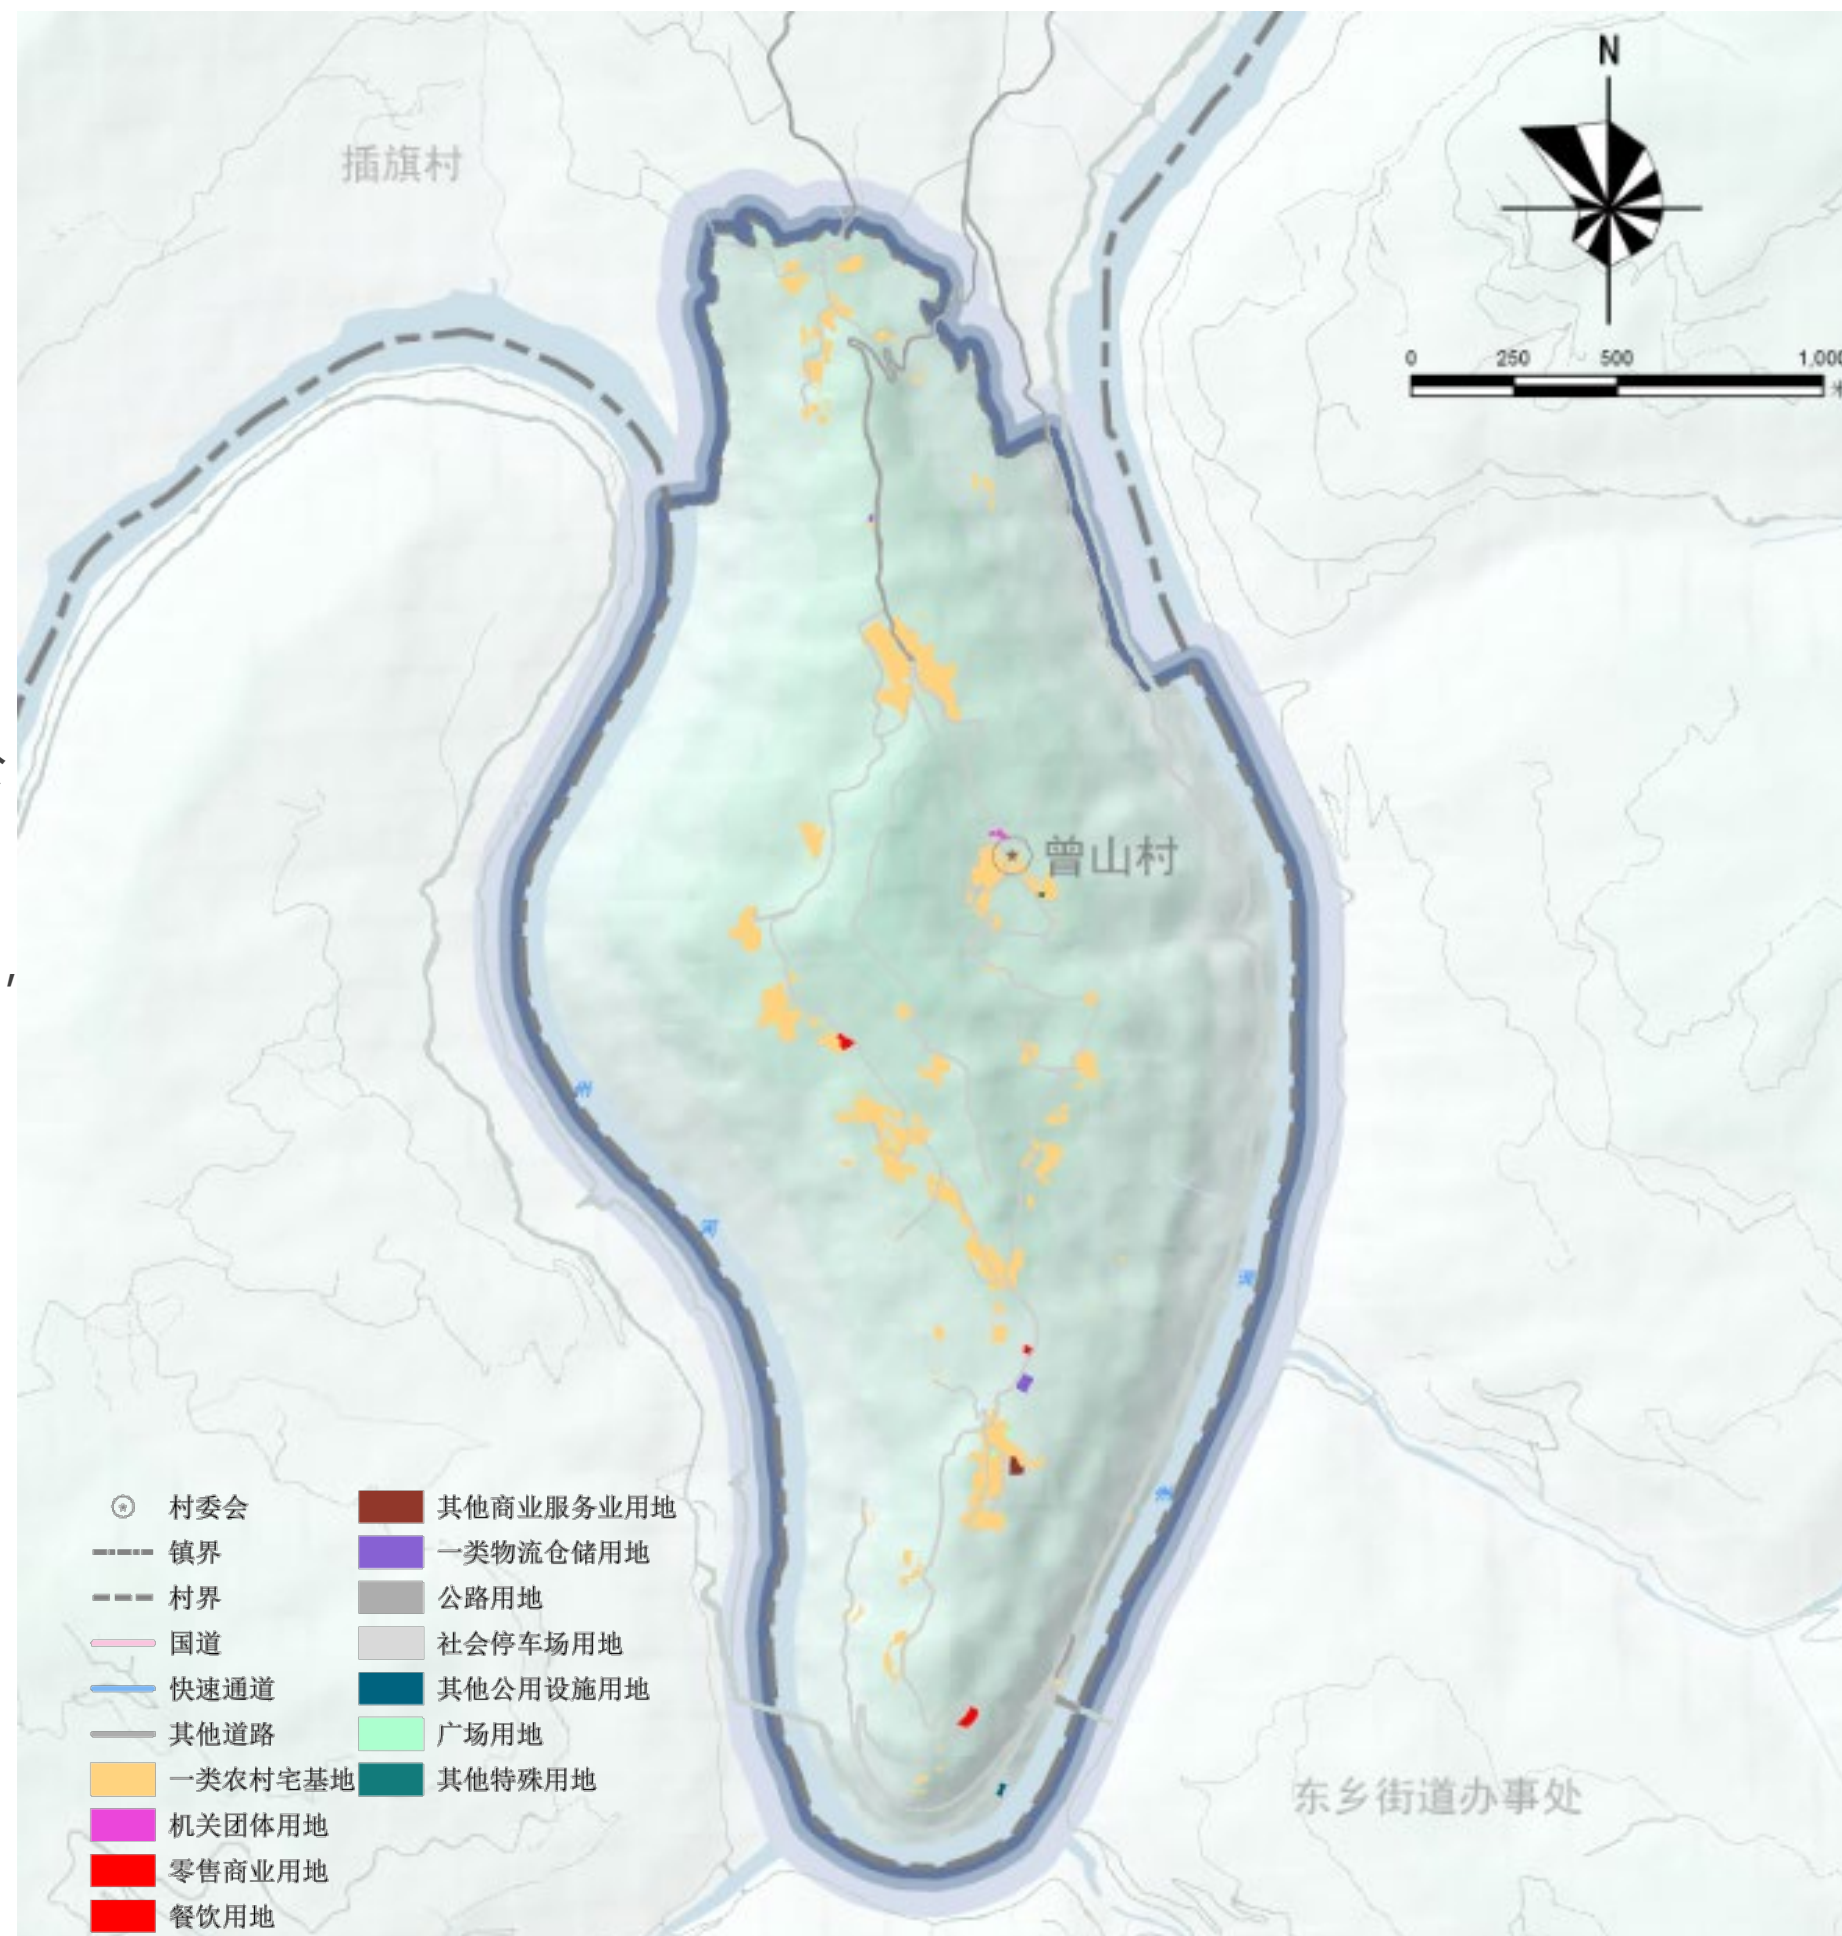 N
插旗村
0 250 500 1,000
米
曾山村
州
河
河
州
东乡街道办事处
村委会
镇界
村界
国道
快速通道
其他道路
一类农村宅基地
机关团体用地
零售商业用地
餐饮用地
其他商业服务业用地
一类物流仓储用地
公路用地
社会停车场用地
其他公用设施用地
广场用地
其他特殊用地